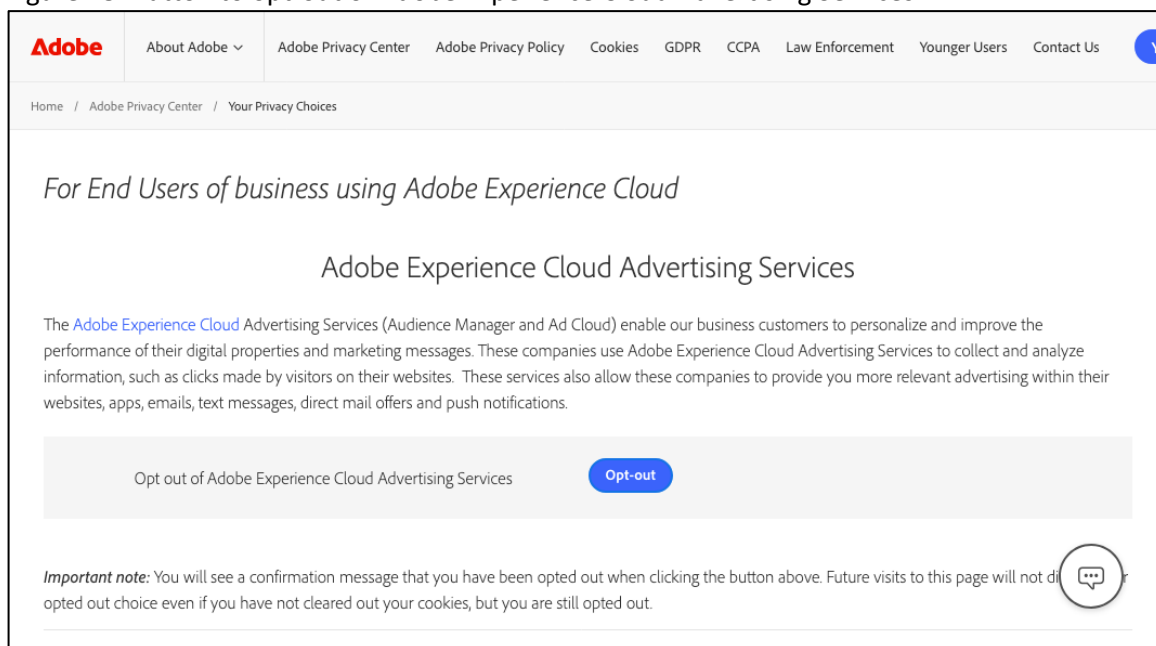 Adobe
About Adobe
Adobe Privacy Center
Adobe Privacy Policy
Cookies
GDPR
CCPA
Law Enforcement
Younger Users
Contact Us
Home / Adobe Privacy Center / Your Privacy Choices
For End Users of business using Adobe Experience Cloud
Adobe Experience Cloud Advertising Services
The Adobe Experience Cloud Advertising Services (Audience Manager and Ad Cloud) enable our business customers to personalize and improve the
performance of their digital properties and marketing messages. These companies use Adobe Experience Cloud Advertising Services to collect and analyze
information, such as clicks made by visitors on their websites. These services also allow these companies to provide you more relevant advertising within their
websites, apps, emails, text messages, direct mail offers and push notifications.
Opt out of Adobe Experience Cloud Advertising Services
Opt-out
Important note: You will see a confirmation message that you have been opted out when clicking the button above. Future visits to this page will not
opted out choice even if you have not cleared out your cookies, but you are still opted out.